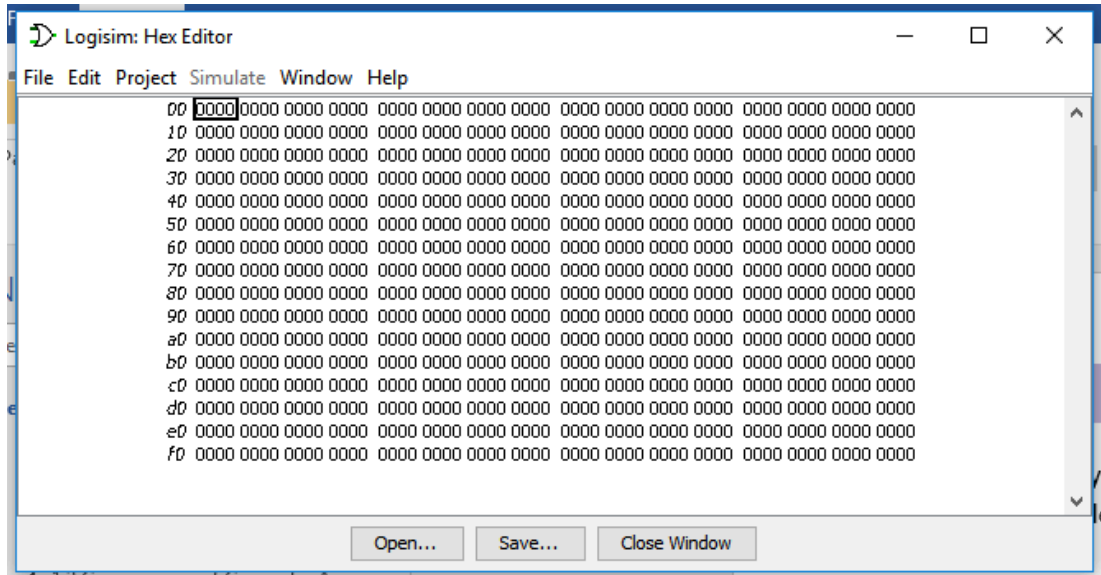 Logisim: Hex Editor
File Edit Project Simulate Window Help
00 0000 0000 0000 0000 0000 0000 0000 0000 0000 0000 0000 0000 0000 0000 0000 0000
10 0000 0000 0000 0000 0000 0000 0000 0000 0000 0000 0000 0000 0000 0000 0000 0000
20 0000 0000 0000 0000 0000 0000 0000 0000 0000 0000 0000 0000 0000 0000 0000 0000
30 0000 0000 0000 0000 0000 0000 0000 0000 0000 0000 0000 0000 0000 0000 0000 0000
40 0000 0000 0000 0000 0000 0000 0000 0000 0000 0000 0000 0000 0000 0000 0000 0000
50 0000 0000 0000 0000 0000 0000 0000 0000 0000 0000 0000 0000 0000 0000 0000 0000
60 0000 0000 0000 0000 0000 0000 0000 0000 0000 0000 0000 0000 0000 0000 0000 0000
70 0000 0000 0000 0000 0000 0000 0000 0000 0000 0000 0000 0000 0000 0000 0000 0000
80 0000 0000 0000 0000 0000 0000 0000 0000 0000 0000 0000 0000 0000 0000 0000 0000
90 0000 0000 0000 0000 0000 0000 0000 0000 0000 0000 0000 0000 0000 0000 0000 0000
a0 0000 0000 0000 0000 0000 0000 0000 0000 0000 0000 0000 0000 0000 0000 0000 0000
b0 0000 0000 0000 0000 0000 0000 0000 0000 0000 0000 0000 0000 0000 0000 0000 0000
c0 0000 0000 0000 0000 0000 0000 0000 0000 0000 0000 0000 0000 0000 0000 0000 0000
d0 0000 0000 0000 0000 0000 0000 0000 0000 0000 0000 0000 0000 0000 0000 0000 0000
e0 0000 0000 0000 0000 0000 0000 0000 0000 0000 0000 0000 0000 0000 0000 0000 0000
f0 0000 0000 0000 0000 0000 0000 0000 0000 0000 0000 0000 0000 0000 0000 0000 0000
Open... Save... Close Window